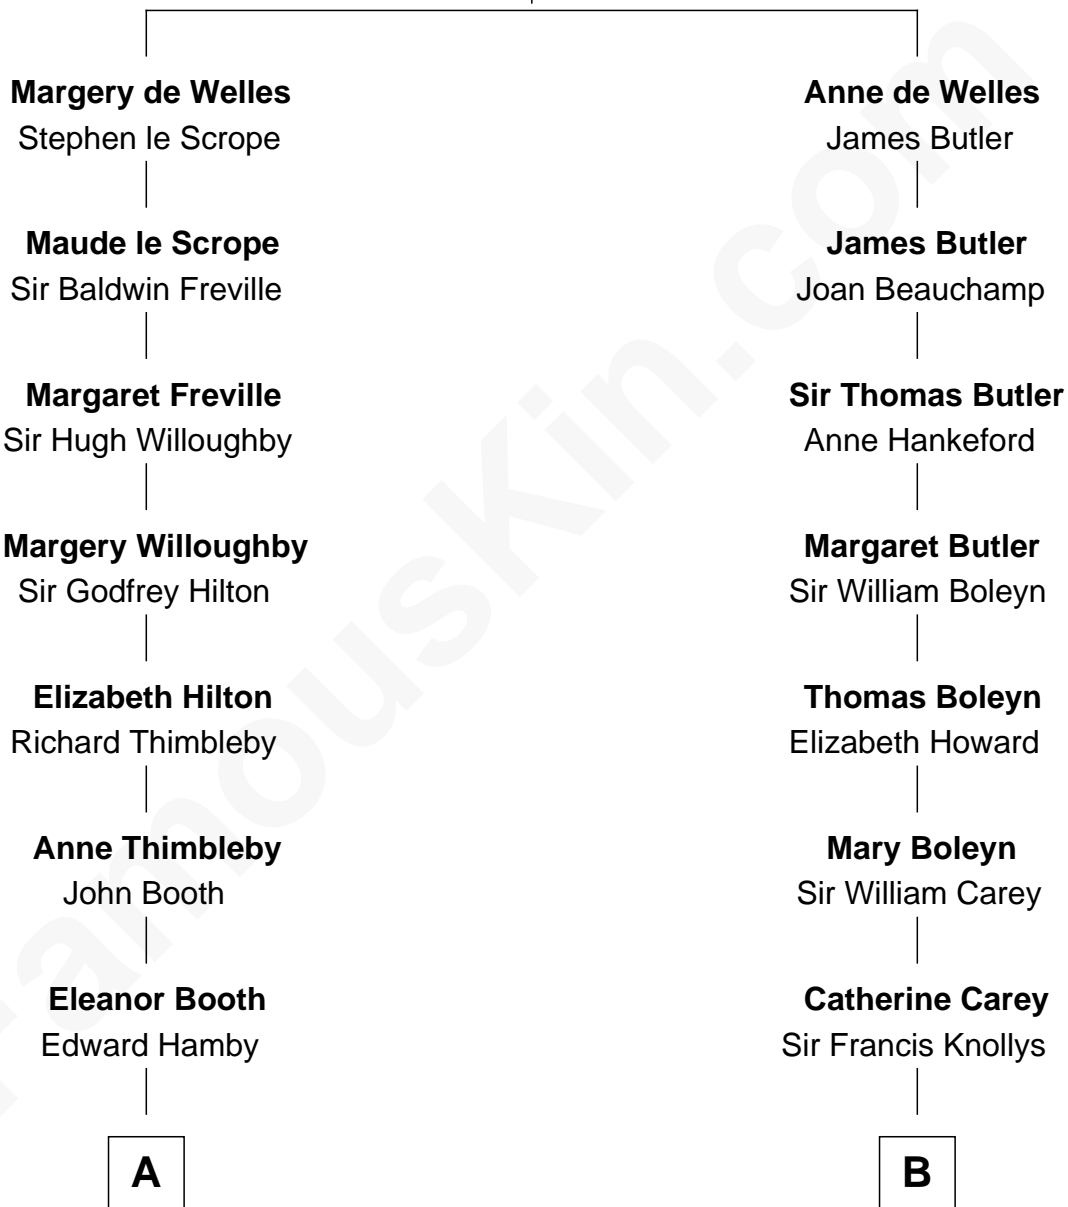 Margery de Welles
Stephen le Scrope
Maude le Scrope
Sir Baldwin Freville
Margaret Freville
Sir Hugh Willoughby
Margery Willoughby
Sir Godfrey Hilton
Elizabeth Hilton
Richard Thimbleby
Anne Thimbleby
John Booth
Eleanor Booth
Edward Hamby
A
Anne de Welles
James Butler
James Butler
Joan Beauchamp
Sir Thomas Butler
Anne Hankeford
Margaret Butler
Sir William Boleyn
Thomas Boleyn
Elizabeth Howard
Mary Boleyn
Sir William Carey
Catherine Carey
Sir Francis Knollys
B
FamousKin.com